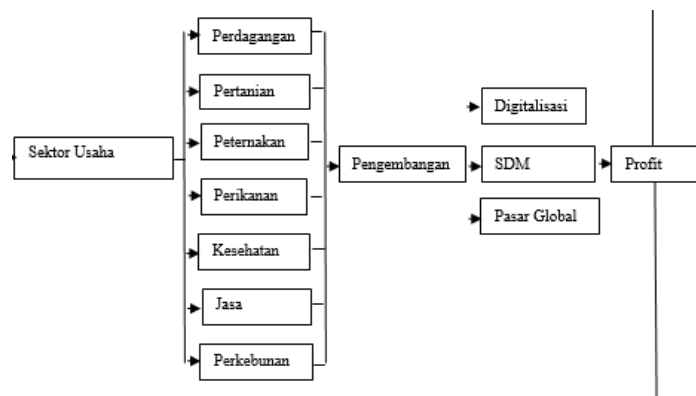 Sektor Usaha
Perdagangan
Pertanian
Peternakan
Perikanan
Kesehatan
Jasa
Perkebunan
Pengembangan
Digitalisasi
SDM
Pasar Global
Profit